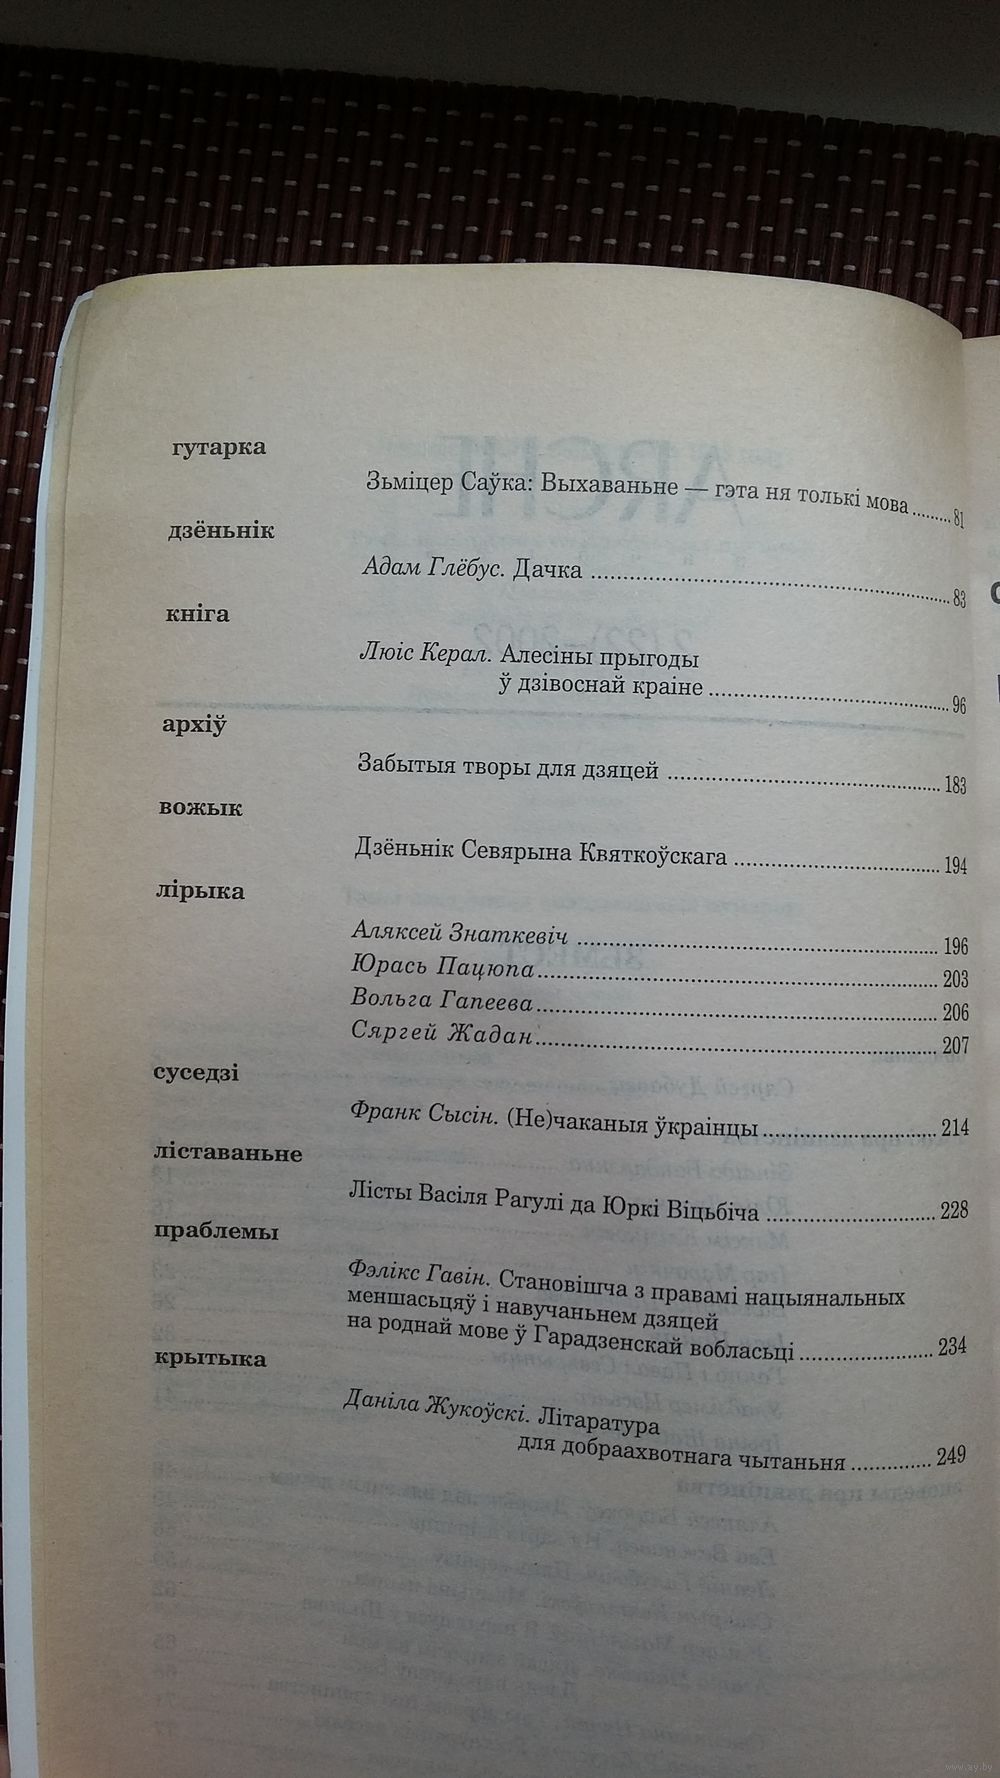 гутарка
Зьміцер Саўка: Выхаваньне — гэта ня толькі мова ........ 81
дзёньнік
Адам Глёбус. Дачка ........ 83
кніга
Люіс Керал. Алесіны прыгоды
ў дзівоснай краіне ........ 96
архіў
Забытыя творы для дзяцей ........ 183
вожык
Дзёньнік Севярына Квяткоўскага ........ 194
лірыка
Аляксей Знаткевіч ........ 196
Юрась Пацюпа ........ 203
Вольга Гапеева ........ 206
Сяргей Жадан ........ 207
суседзі
Франк Сысін. (Не)чаканыя ўкраінцы ........ 214
ліставаньне
Лісты Васіля Рагулі да Юркі Віцьбіча ........ 228
праблемы
Фэлікс Гавін. Становішча з правамі нацыянальных
меншасьцяў і навучаньнем дзяцей
на роднай мове ў Гарадзенскай вобласьці ........ 234
крытыка
Даніла Жукоўскі. Літаратура
для добраахвотнага чытаньня ........ 249
www.ay.by